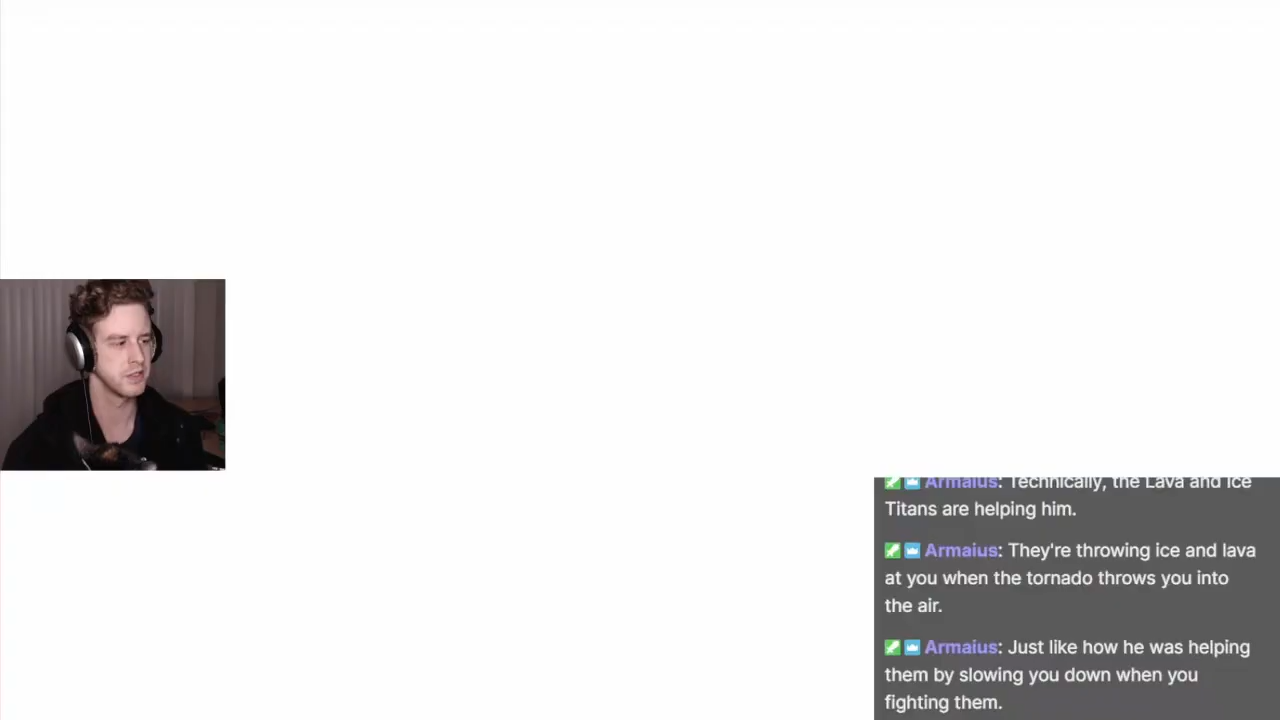 Armaius: Technically, the Lava and Ice
Titans are helping him.
Armaius: They're throwing ice and lava
at you when the tornado throws you into
the air.
Armaius: Just like how he was helping
them by slowing you down when you
fighting them.